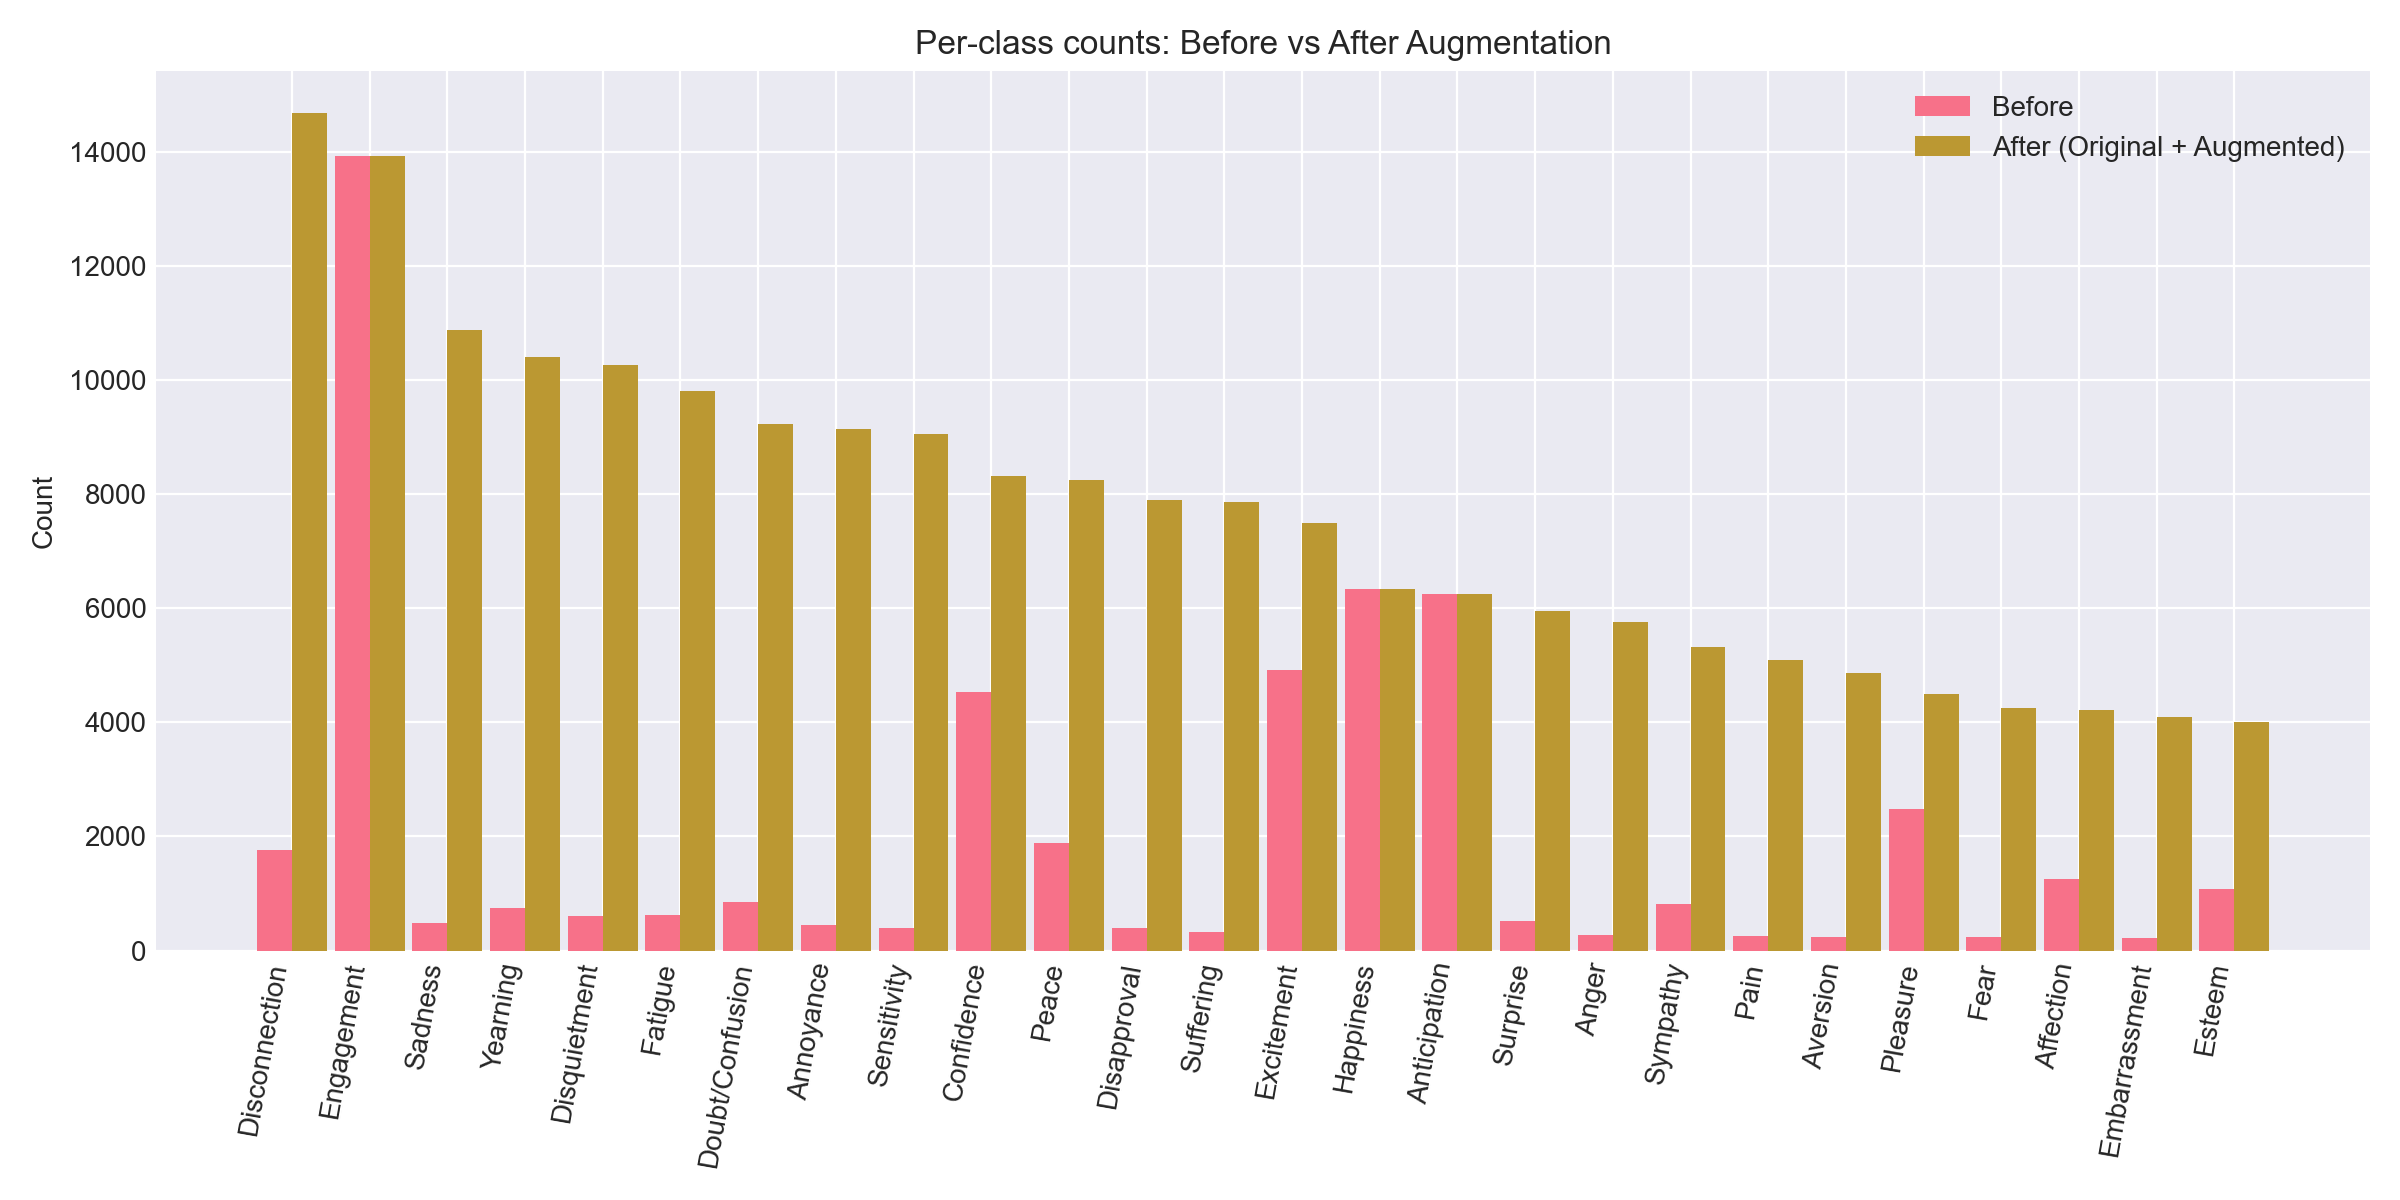 Per-class counts: Before vs After Augmentation
Before
After (Original + Augmented)
Count
14000
12000
10000
8000
6000
4000
2000
0
Disconnection
Engagement
Sadness
Yearning
Disquietment
Fatigue
Doubt/Confusion
Annoyance
Sensitivity
Confidence
Peace
Disapproval
Suffering
Excitement
Happiness
Anticipation
Surprise
Anger
Sympathy
Pain
Aversion
Pleasure
Fear
Affection
Embarrassment
Esteem